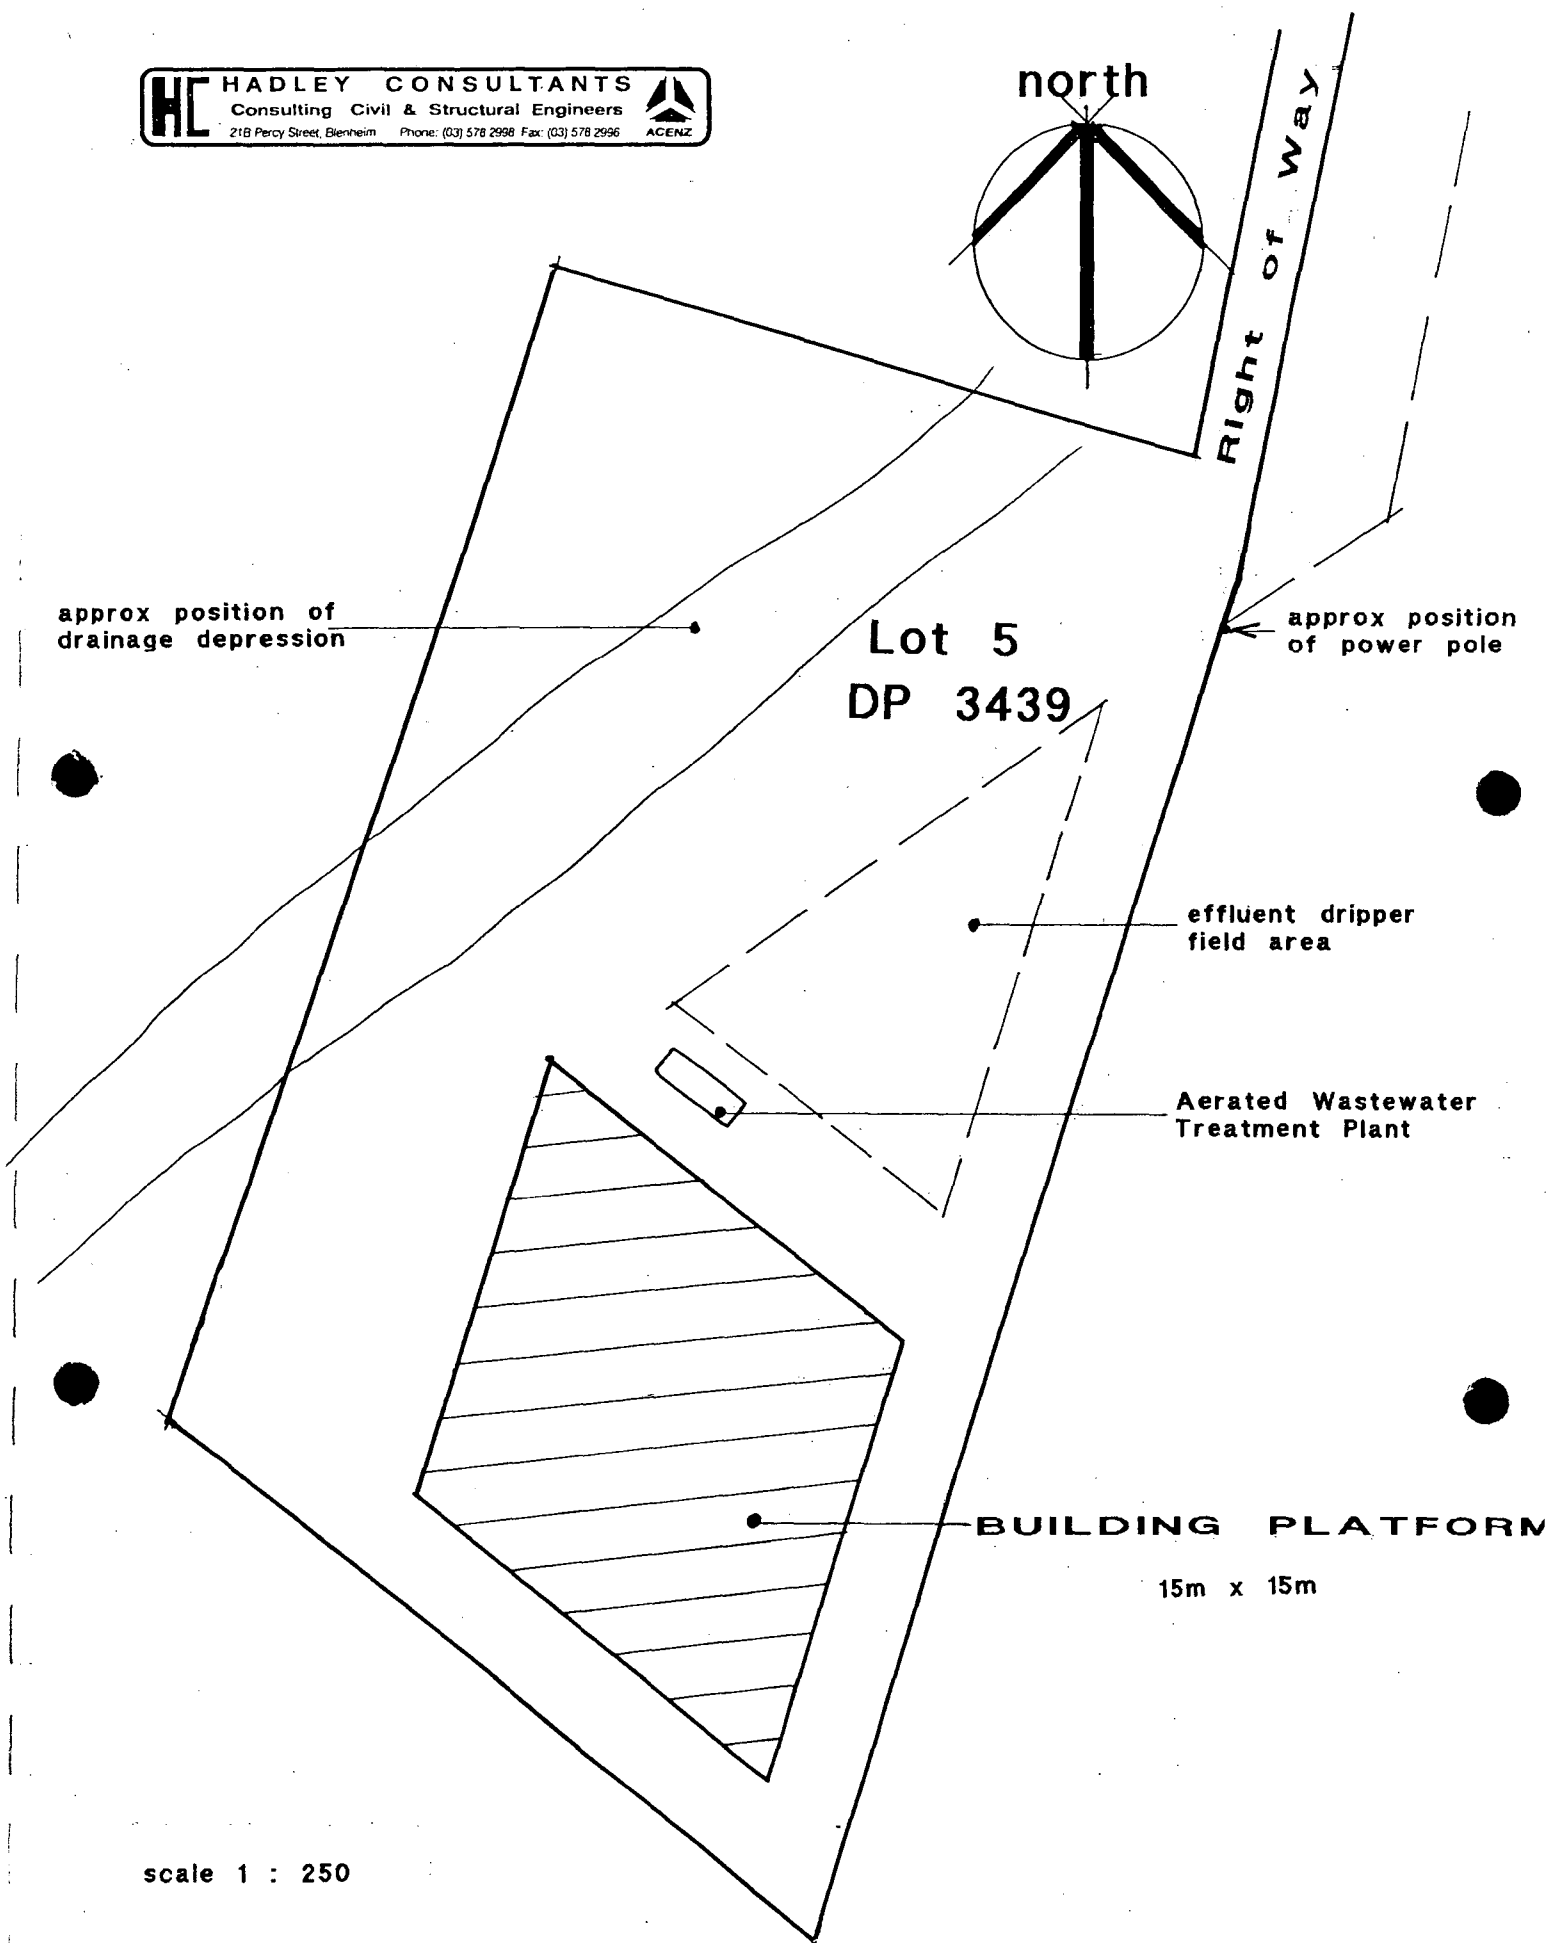 HC HADLEY CONSULTANTS
Consulting Civil & Structural Engineers
21B Percy Street, Blenheim Phone: (03) 578 2998 Fax: (03) 578 2996
ACENZ
north
Right of Way
approx position of
drainage depression
Lot 5
DP 3439
approx position
of power pole
effluent dripper
field area
Aerated Wastewater
Treatment Plant
BUILDING PLATFORM
15m x 15m
scale 1 : 250